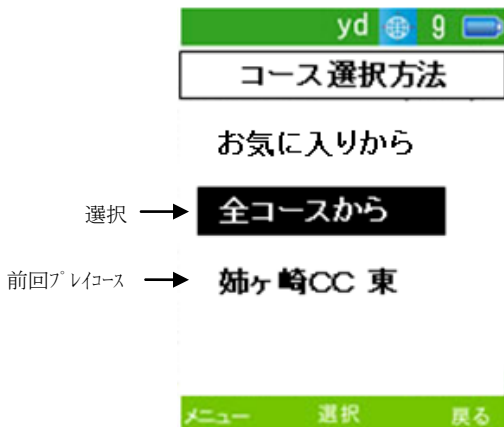 yd 9
コース選択方法
お気に入りから
選択
全コースから
前回ﾌﾟﾚｲｺｰｽ
姉ヶ崎CC 東
メニュー 選択 戻る